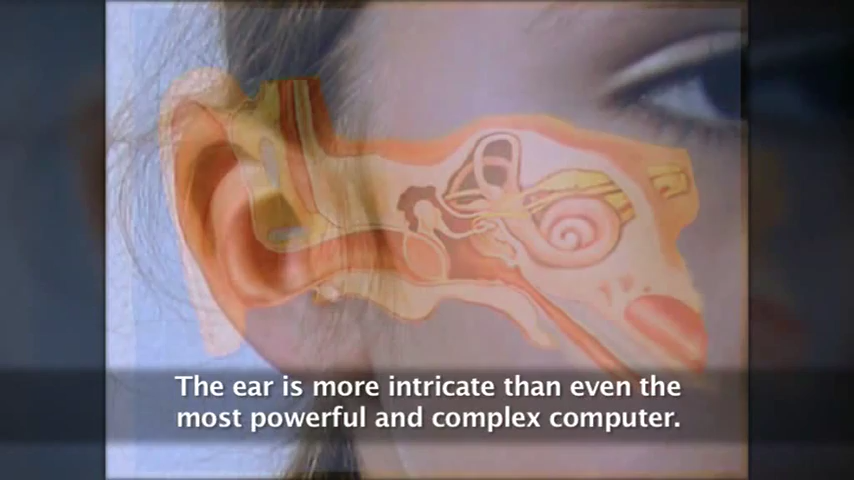 The ear is more intricate than even the
most powerful and complex computer.